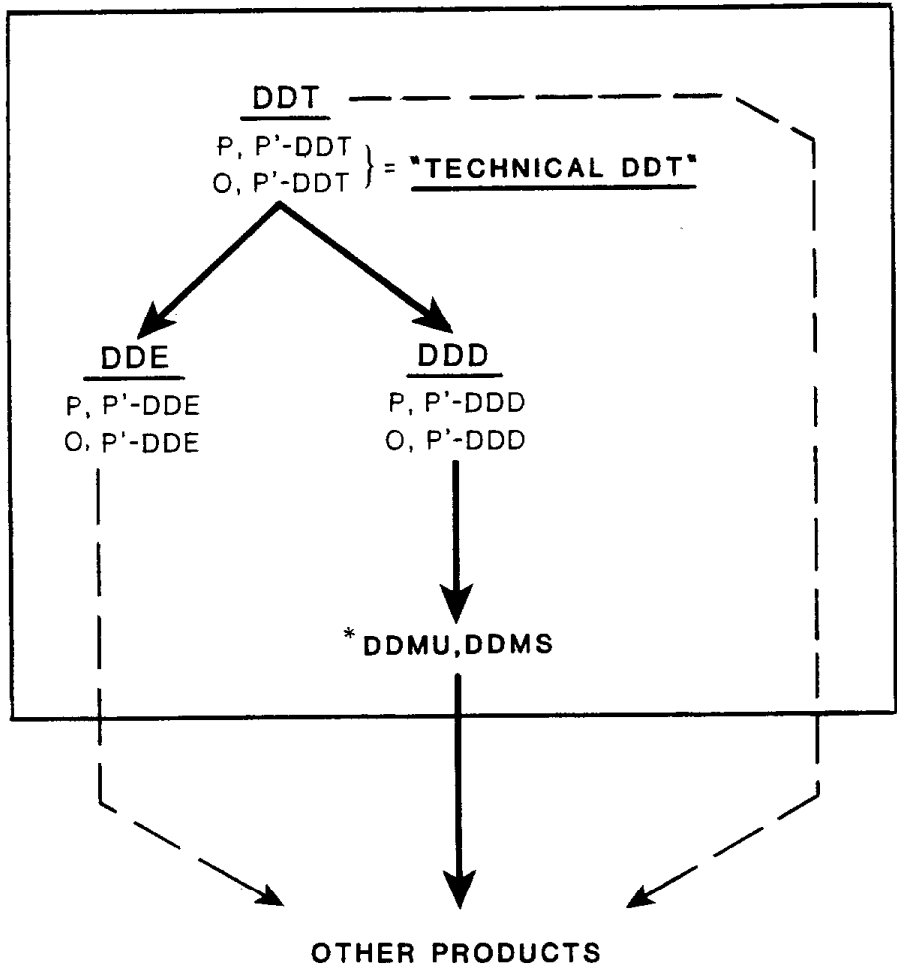 DDT
P, P'-DDT
O, P'-DDT } = "TECHNICAL DDT"
DDE
P, P'-DDE
O, P'-DDE
DDD
P, P'-DDD
O, P'-DDD
*DDMU,DDMS
OTHER PRODUCTS